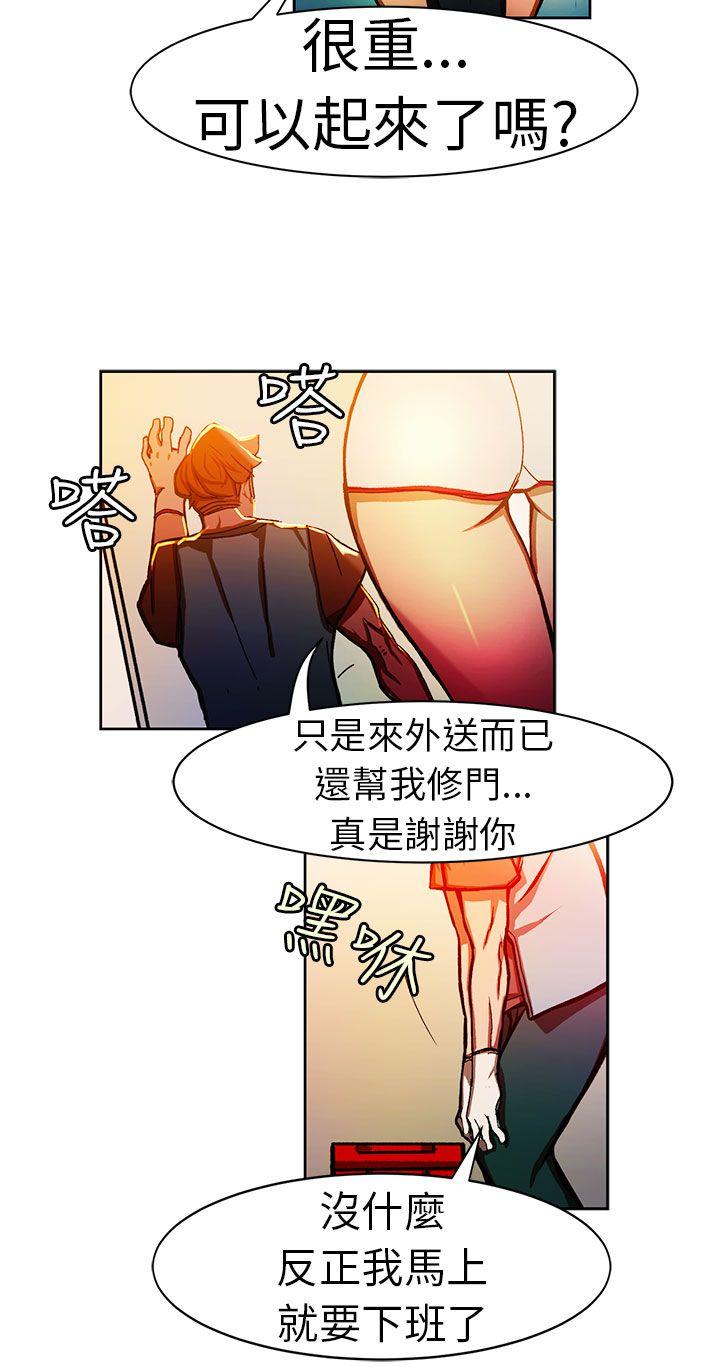 很重...
可以起來了嗎?
嗒
嗒
只是來外送而已
還幫我修門...
真是謝謝你
嘿咻
沒什麼
反正我馬上
就要下班了